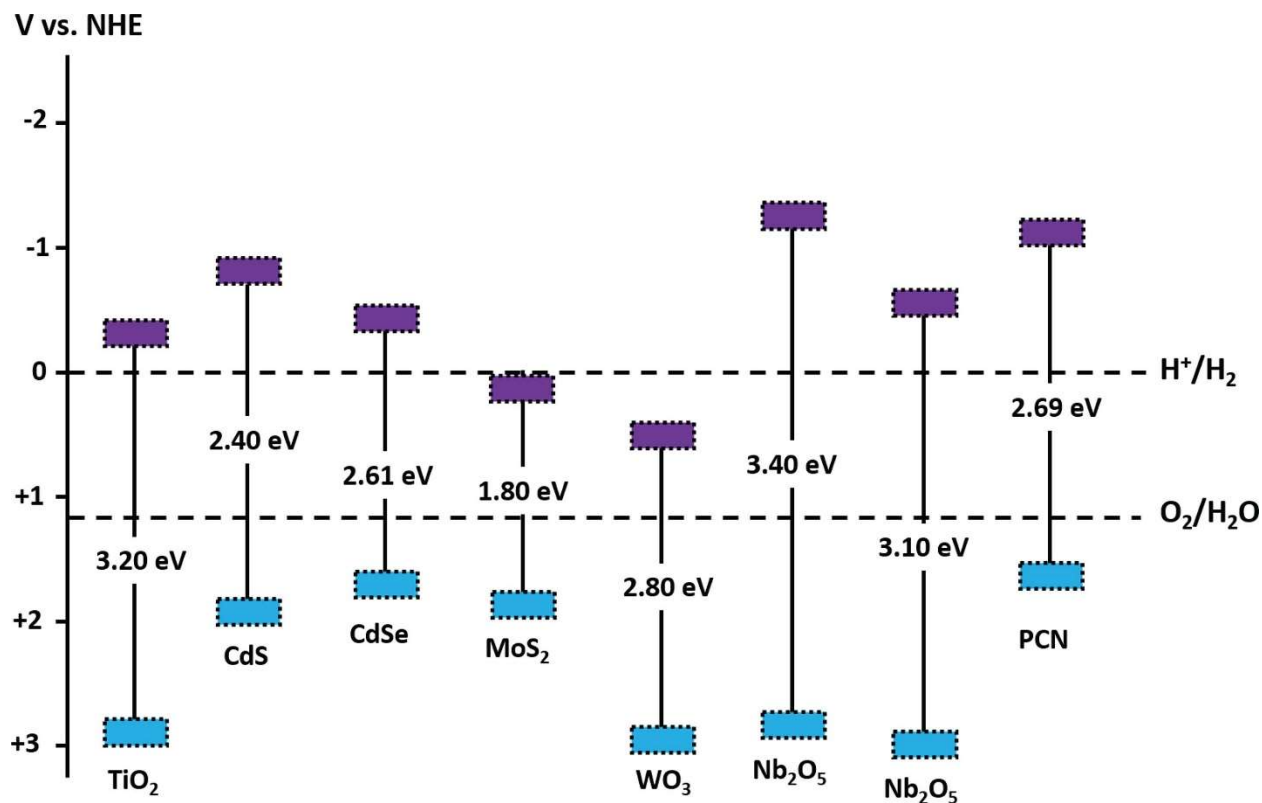 V vs. NHE
-2
-1
0
+1
+2
+3
H⁺/H₂
O₂/H₂O
3.20 eV
2.40 eV
2.61 eV
1.80 eV
2.80 eV
3.40 eV
3.10 eV
2.69 eV
TiO₂
CdS
CdSe
MoS₂
WO₃
Nb₂O₅
Nb₂O₅
PCN